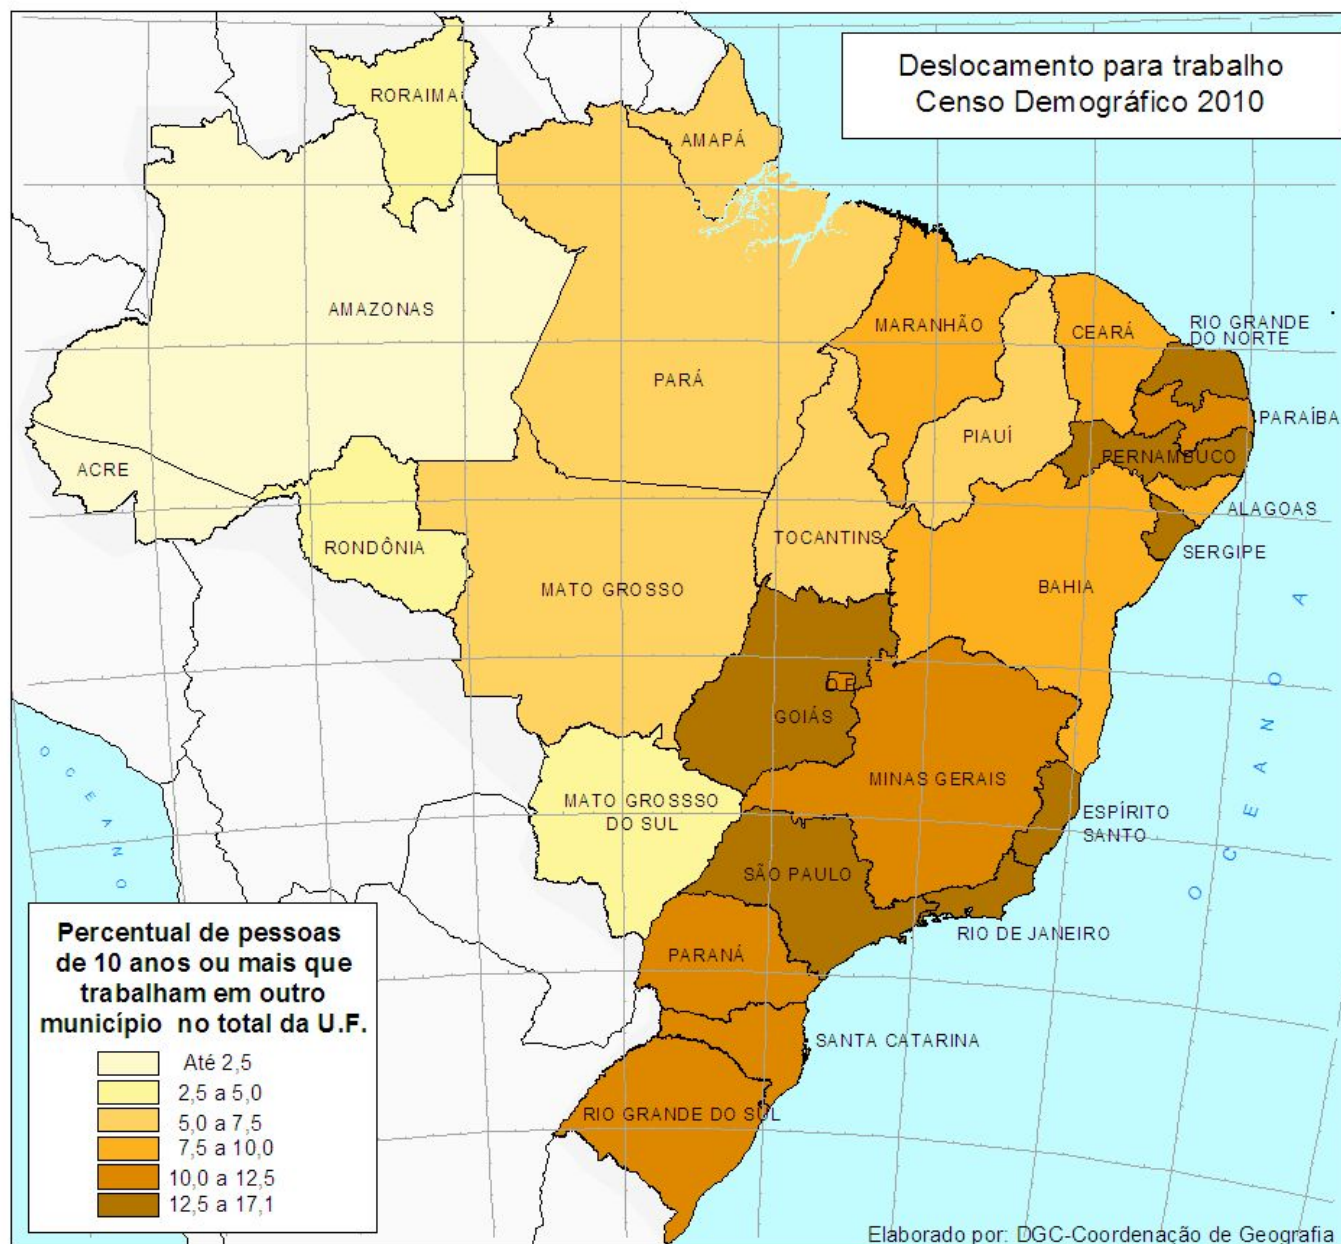 Deslocamento para trabalho
Censo Demográfico 2010
RORAIMA
AMAPÁ
AMAZONAS
PARÁ
MARANHÃO
CEARÁ
RIO GRANDE
DO NORTE
PARAÍBA
PIAUÍ
PERNAMBUCO
ACRE
ALAGOAS
TOCANTINS
SERGIPE
RONDÔNIA
MATO GROSSO
BAHIA
D F
GOIÁS
MINAS GERAIS
MATO GROSSSO
DO SUL
ESPÍRITO
SANTO
SÃO PAULO
RIO DE JANEIRO
PARANÁ
SANTA CATARINA
RIO GRANDE DO SUL
OCEANO
OCEANO A
Percentual de pessoas
de 10 anos ou mais que
trabalham em outro
município no total da U.F.
Até 2,5
2,5 a 5,0
5,0 a 7,5
7,5 a 10,0
10,0 a 12,5
12,5 a 17,1
Elaborado por: DGC-Coordenação de Geografia